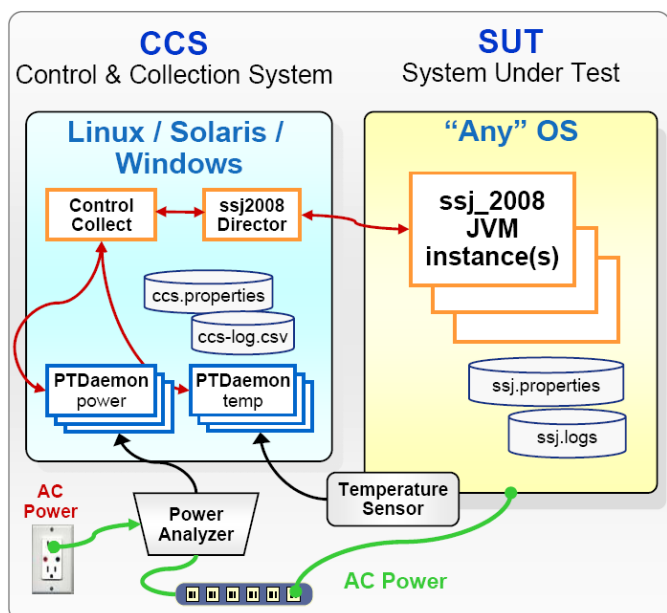 CCS
Control & Collection System
SUT
System Under Test
Linux / Solaris /
Windows
Control
Collect
ssj2008
Director
ccs.properties
ccs-log.csv
PTDaemon
power
PTDaemon
temp
“Any” OS
ssj_2008
JVM
instance(s)
ssj.properties
ssj.logs
AC
Power
Power
Analyzer
Temperature
Sensor
AC Power